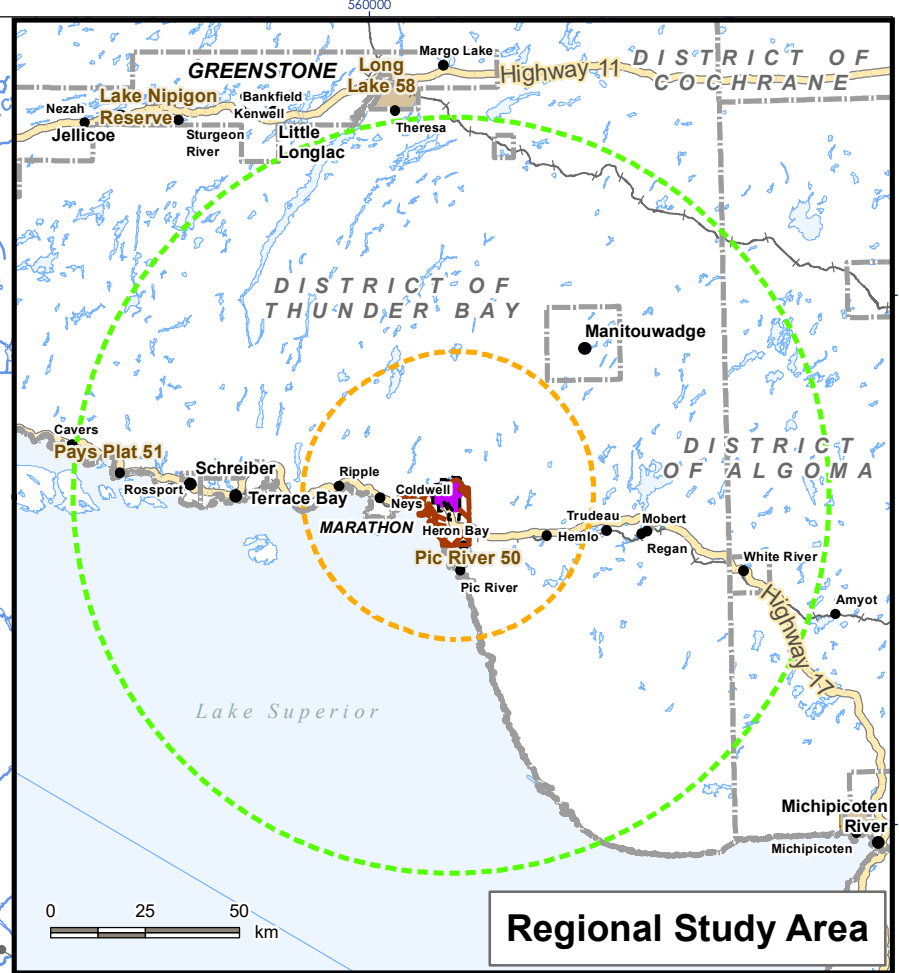 560000
Margo Lake
DISTRICT OF
COCHRANE
GREENSTONE
Long
Lake 58
Highway 11
Nezah
Lake Nipigon
Reserve
Bankfield
Kenwell
Jellicoe
Sturgeon
River
Little
Longlac
Theresa
DISTRICT OF
THUNDER BAY
Manitouwadge
Cavers
Pays Plat 51
DISTRICT
OF ALGOMA
Schreiber
Rossport
Terrace Bay
Ripple
Coldwell
Neys
MARATHON
Heron Bay
Trudeau
Mobert
Hemlo
Regan
Pic River 50
Pic River
White River
Amyot
Highway 17
Lake Superior
Michipicoten
River
Michipicoten
0 25 50
km
Regional Study Area